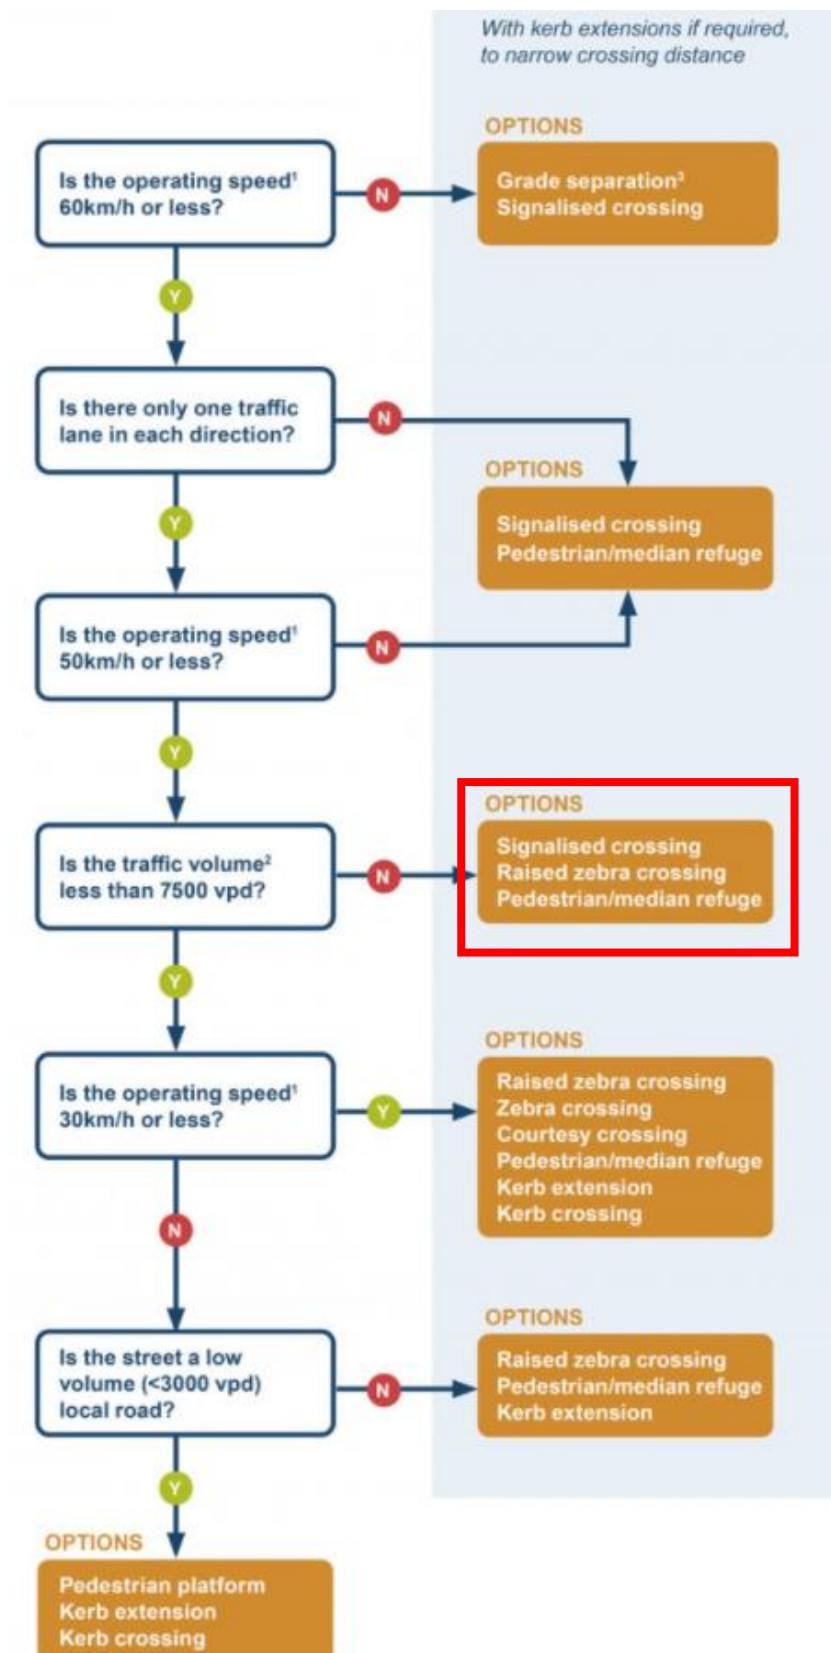 With kerb extensions if required,
to narrow crossing distance
OPTIONS
Is the operating speed¹
60km/h or less?
N
Grade separation³
Signalised crossing
Y
Is there only one traffic
lane in each direction?
N
OPTIONS
Signalised crossing
Pedestrian/median refuge
Y
Is the operating speed¹
50km/h or less?
N
Y
OPTIONS
Is the traffic volume²
less than 7500 vpd?
N
Signalised crossing
Raised zebra crossing
Pedestrian/median refuge
Y
OPTIONS
Is the operating speed¹
30km/h or less?
Y
Raised zebra crossing
Zebra crossing
Courtesy crossing
Pedestrian/median refuge
Kerb extension
Kerb crossing
N
OPTIONS
Is the street a low
volume (<3000 vpd)
local road?
N
Raised zebra crossing
Pedestrian/median refuge
Kerb extension
Y
OPTIONS
Pedestrian platform
Kerb extension
Kerb crossing